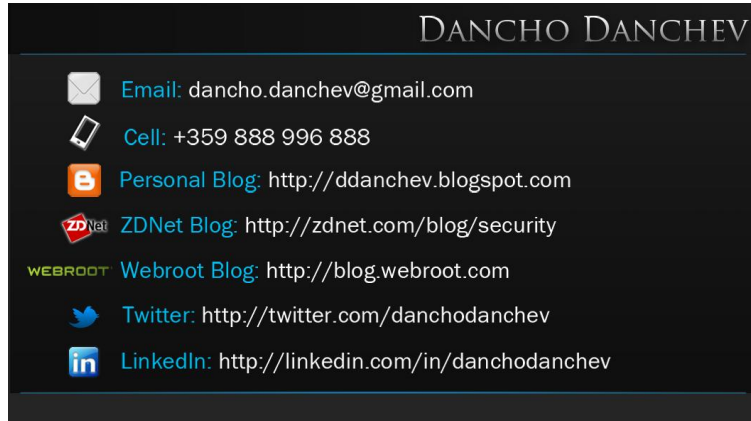 DANCHO DANCHEV
Email: dancho.danchev@gmail.com
Cell: +359 888 996 888
Personal Blog: http://ddanchev.blogspot.com
ZDNet ZDNet Blog: http://zdnet.com/blog/security
WEBROOT Webroot Blog: http://blog.webroot.com
Twitter: http://twitter.com/danchodanchev
in LinkedIn: http://linkedin.com/in/danchodanchev